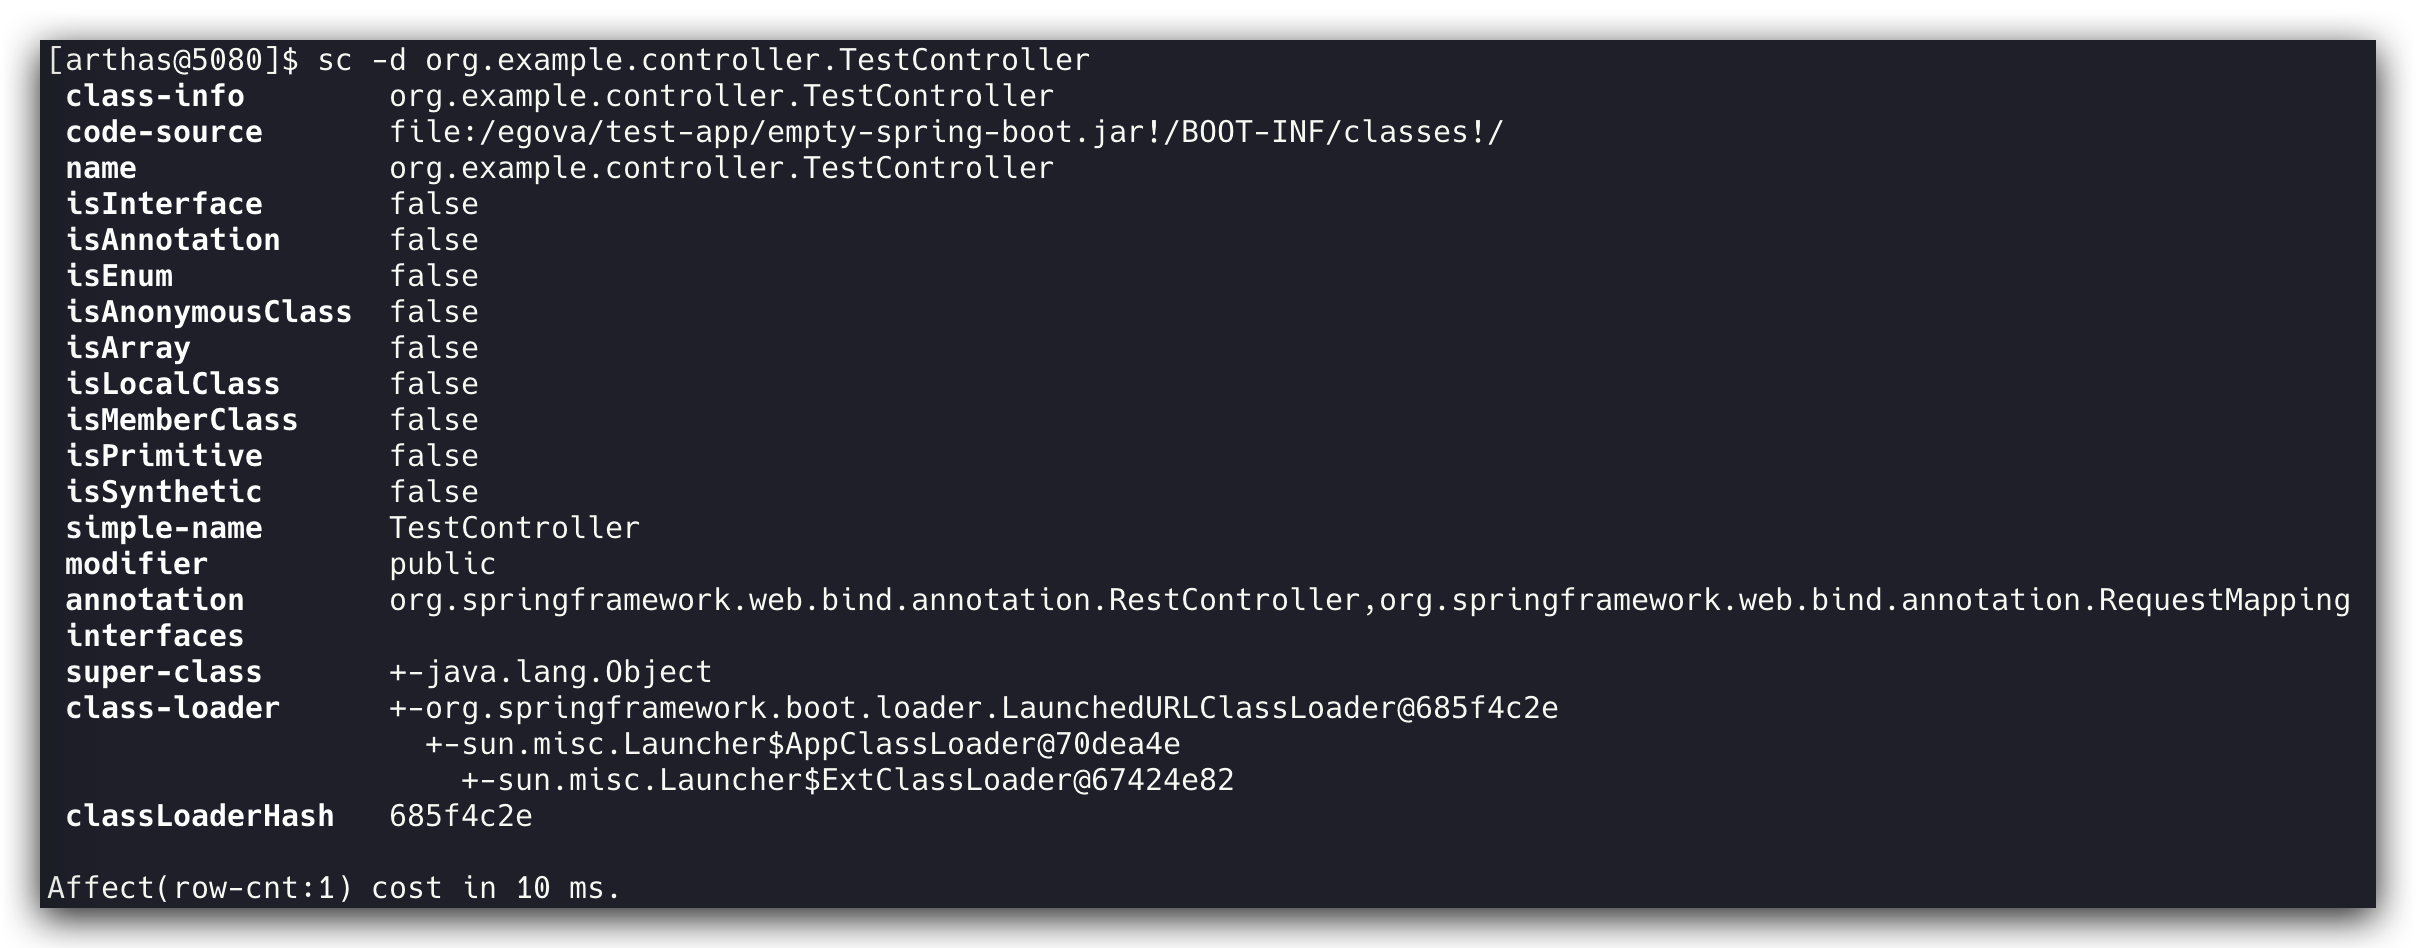 [arthas@5080]$ sc -d org.example.controller.TestController
class-info org.example.controller.TestController
code-source file:/egova/test-app/empty-spring-boot.jar!/BOOT-INF/classes!/
name org.example.controller.TestController
isInterface false
isAnnotation false
isEnum false
isAnonymousClass false
isArray false
isLocalClass false
isMemberClass false
isPrimitive false
isSynthetic false
simple-name TestController
modifier public
annotation org.springframework.web.bind.annotation.RestController,org.springframework.web.bind.annotation.RequestMapping
interfaces
super-class +-java.lang.Object
class-loader +-org.springframework.boot.loader.LaunchedURLClassLoader@685f4c2e
+-sun.misc.Launcher$AppClassLoader@70dea4e
+-sun.misc.Launcher$ExtClassLoader@67424e82
classLoaderHash 685f4c2e
Affect(row-cnt:1) cost in 10 ms.